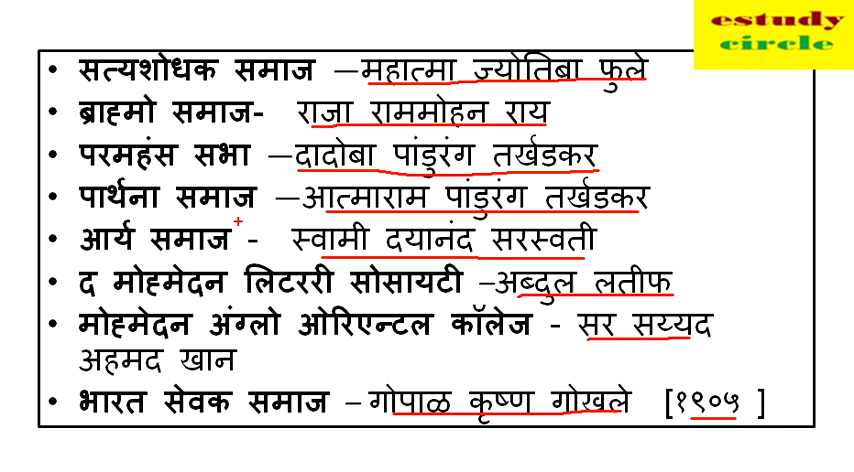 estudy
circle
• सत्यशोधक समाज – महात्मा ज्योतिबा फुले
• ब्राह्मो समाज- राजा राममोहन राय
• परमहंस सभा – दादोबा पांडुरंग तर्खडकर
• पार्थना समाज – आत्माराम पांडुरंग तर्खडकर
• आर्य समाज - स्वामी दयानंद सरस्वती
• द मोहमेदन लिटररी सोसायटी – अब्दुल लतीफ
• मोहमेदन अंग्लो ओरिएन्टल कॉलेज - सर सय्यद
अहमद खान
• भारत सेवक समाज – गोपाळ कृष्ण गोखले [१९०५ ]